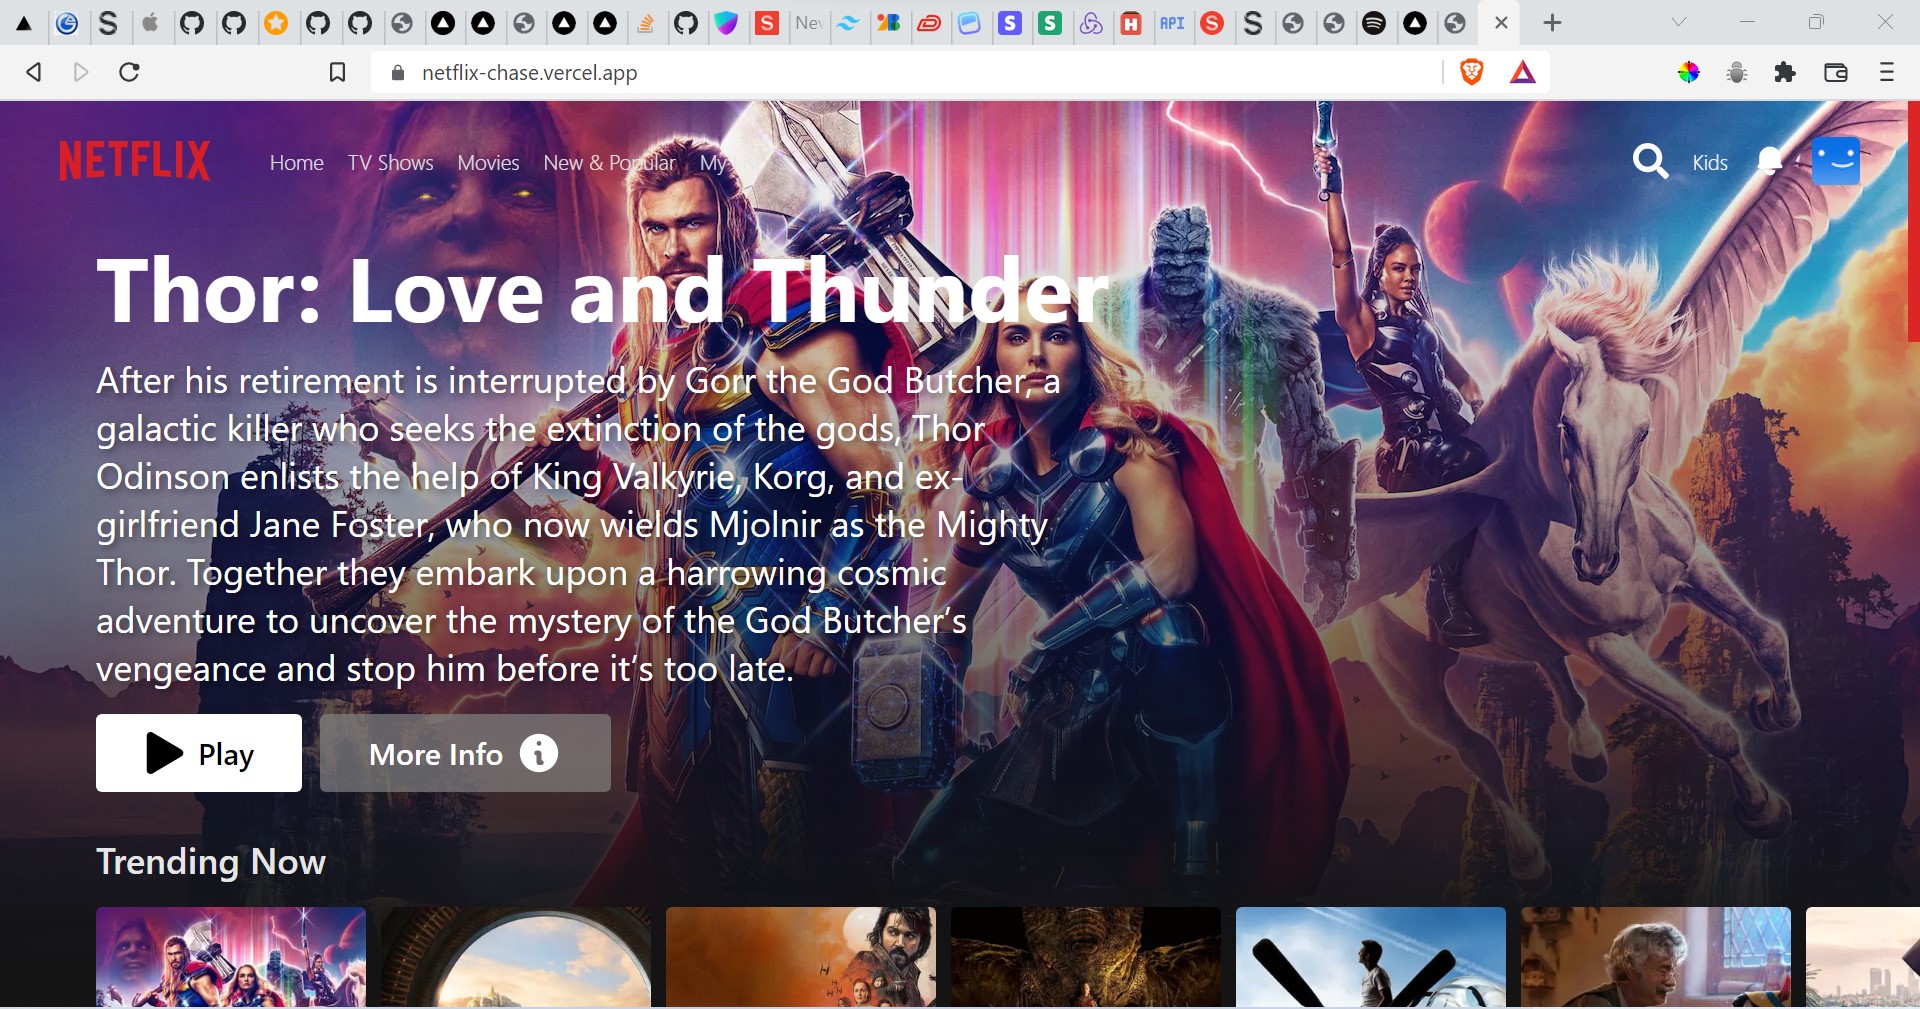 S S New S S API S S
netflix-chase.vercel.app
NETFLIX Home TV Shows Movies New & Popular My Kids
Thor: Love and Thunder
After his retirement is interrupted by Gorr the God Butcher, a
galactic killer who seeks the extinction of the gods, Thor
Odinson enlists the help of King Valkyrie, Korg, and ex-
girlfriend Jane Foster, who now wields Mjolnir as the Mighty
Thor. Together they embark upon a harrowing cosmic
adventure to uncover the mystery of the God Butcher’s
vengeance and stop him before it’s too late.
Play More Info
Trending Now